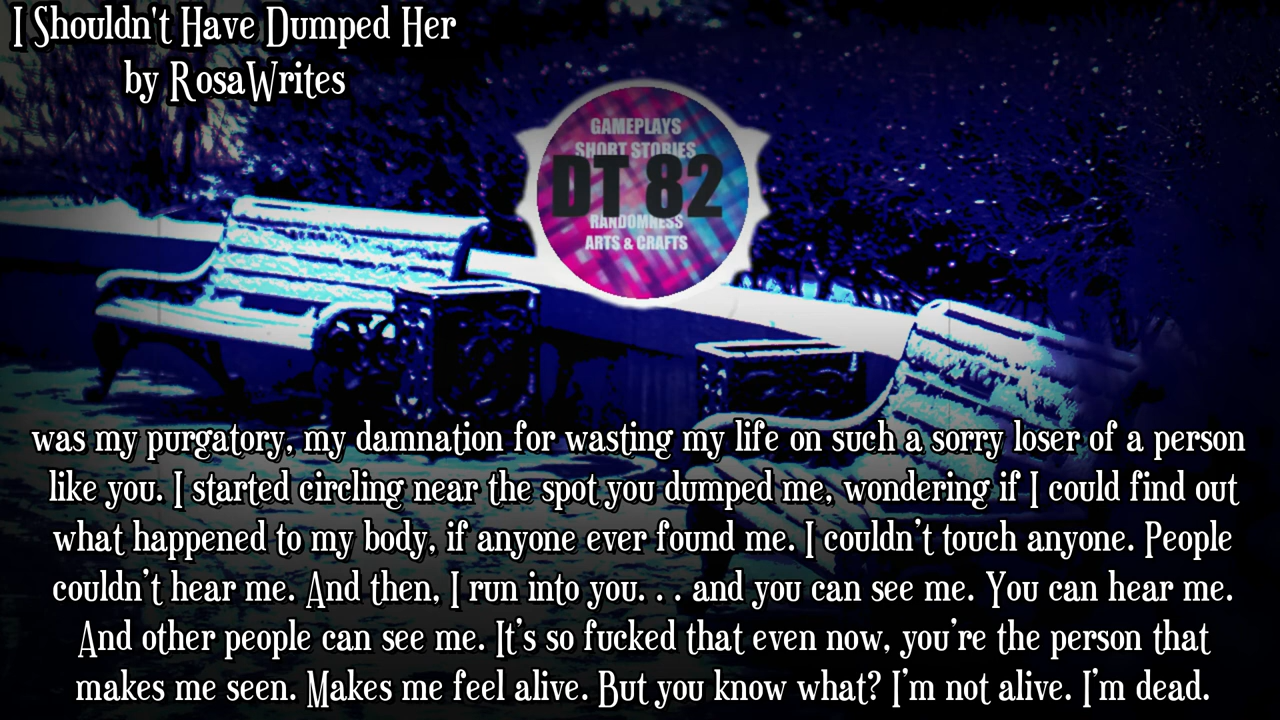 I Shouldn't Have Dumped Her
by RosaWrites
GAMEPLAYS
SHORT STORIES
DT 82
RANDOMNESS
ARTS & CRAFTS
was my purgatory, my damnation for wasting my life on such a sorry loser of a person
like you. I started circling near the spot you dumped me, wondering if I could find out
what happened to my body, if anyone ever found me. I couldn’t touch anyone. People
couldn’t hear me. And then, I run into you. . . and you can see me. You can hear me.
And other people can see me. It’s so fucked that even now, you’re the person that
makes me seen. Makes me feel alive. But you know what? I’m not alive. I’m dead.